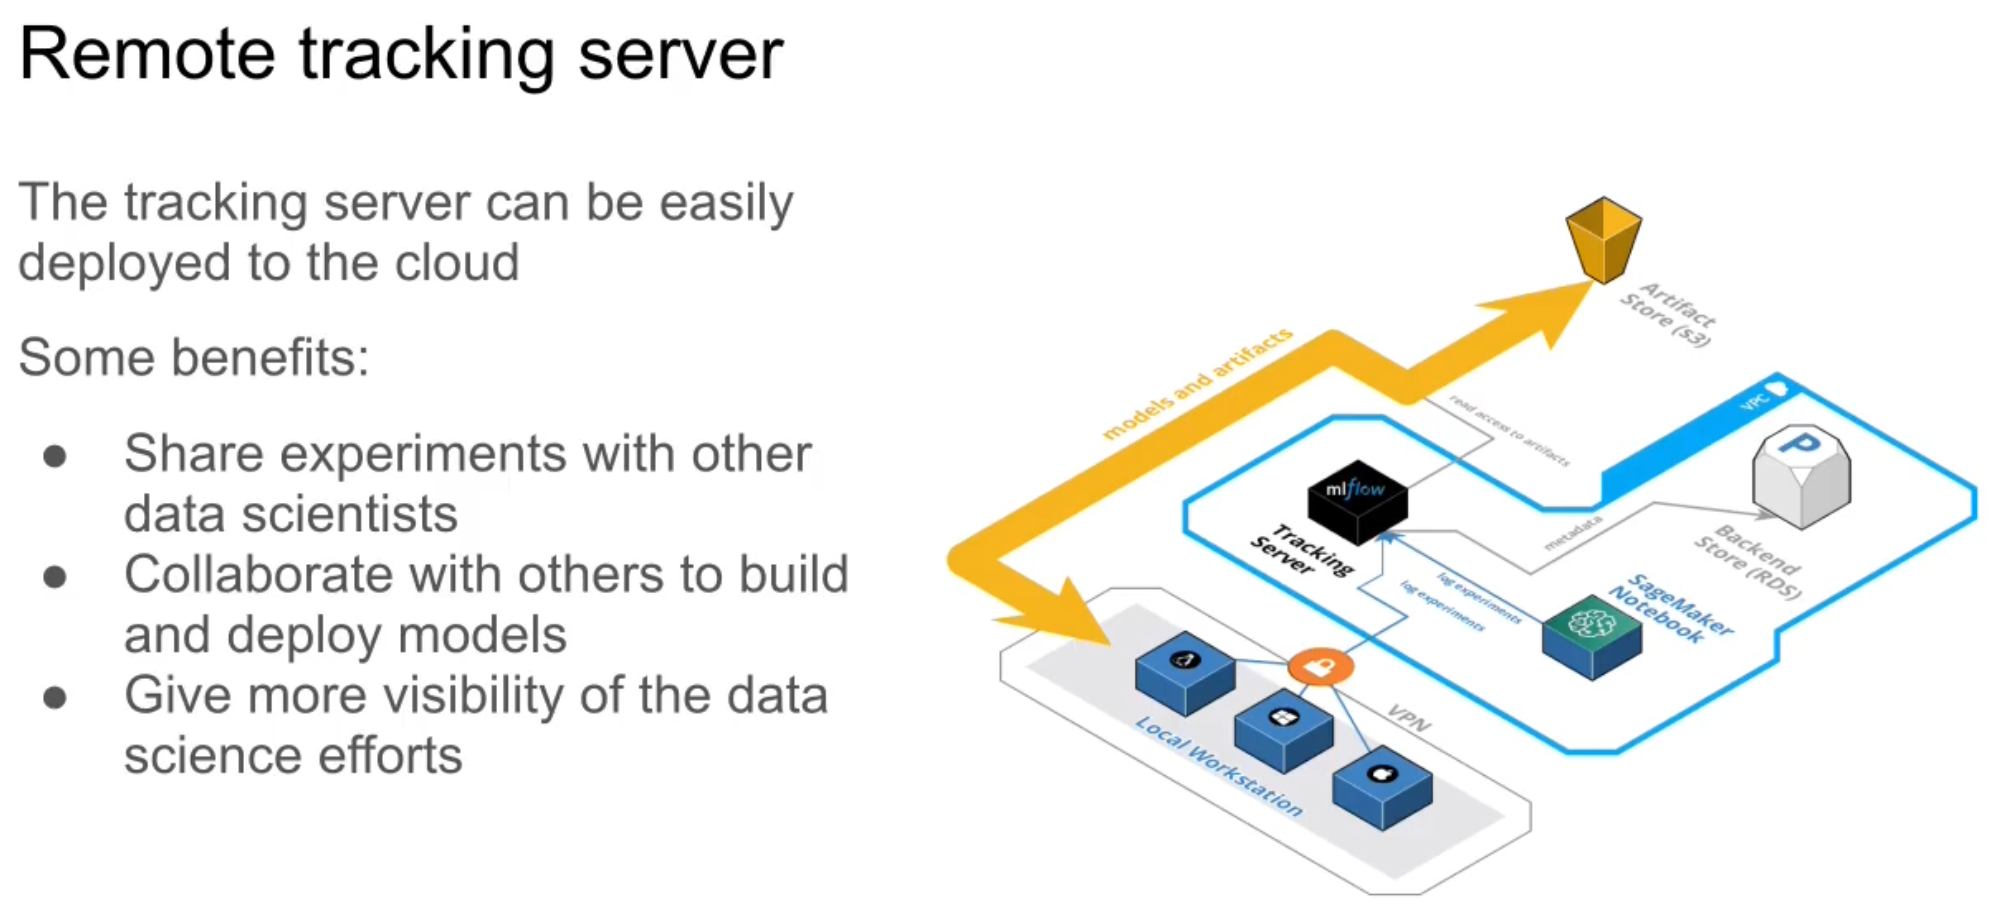 Remote tracking server
The tracking server can be easily
deployed to the cloud
Some benefits:
● Share experiments with other
data scientists
● Collaborate with others to build
and deploy models
● Give more visibility of the data
science efforts
Artifact
Store (s3)
models and artifacts
read access to artifacts
VPC
P
mlflow
Tracking
Server
metadata
Backend
Store (RDS)
log experiments
log experiments
SageMaker
Notebook
VPN
Local Workstation